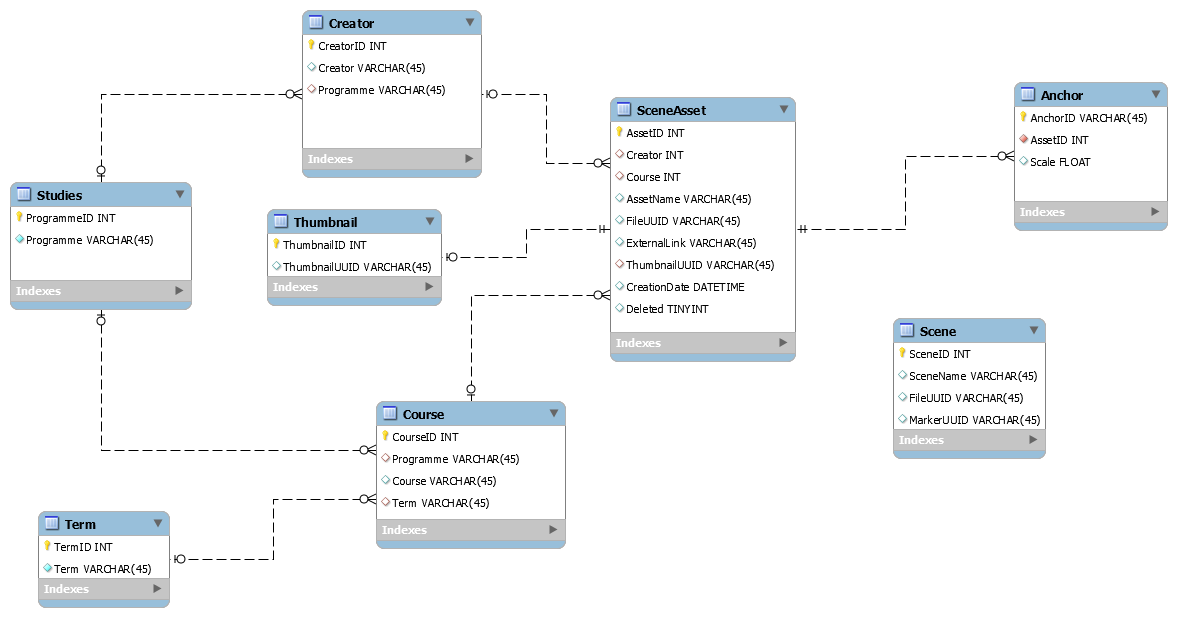 Creator
CreatorID INT
Creator VARCHAR(45)
Programme VARCHAR(45)
Indexes
SceneAsset
AssetID INT
Creator INT
Course INT
AssetName VARCHAR(45)
FileUUID VARCHAR(45)
ExternalLink VARCHAR(45)
ThumbnailUUID VARCHAR(45)
CreationDate DATETIME
Deleted TINYINT
Indexes
Anchor
AnchorID VARCHAR(45)
AssetID INT
Scale FLOAT
Indexes
Studies
ProgrammeID INT
Programme VARCHAR(45)
Indexes
Thumbnail
ThumbnailID INT
ThumbnailUUID VARCHAR(45)
Indexes
Scene
SceneID INT
SceneName VARCHAR(45)
FileUUID VARCHAR(45)
MarkerUUID VARCHAR(45)
Indexes
Course
CourseID INT
Programme VARCHAR(45)
Course VARCHAR(45)
Term VARCHAR(45)
Indexes
Term
TermID INT
Term VARCHAR(45)
Indexes